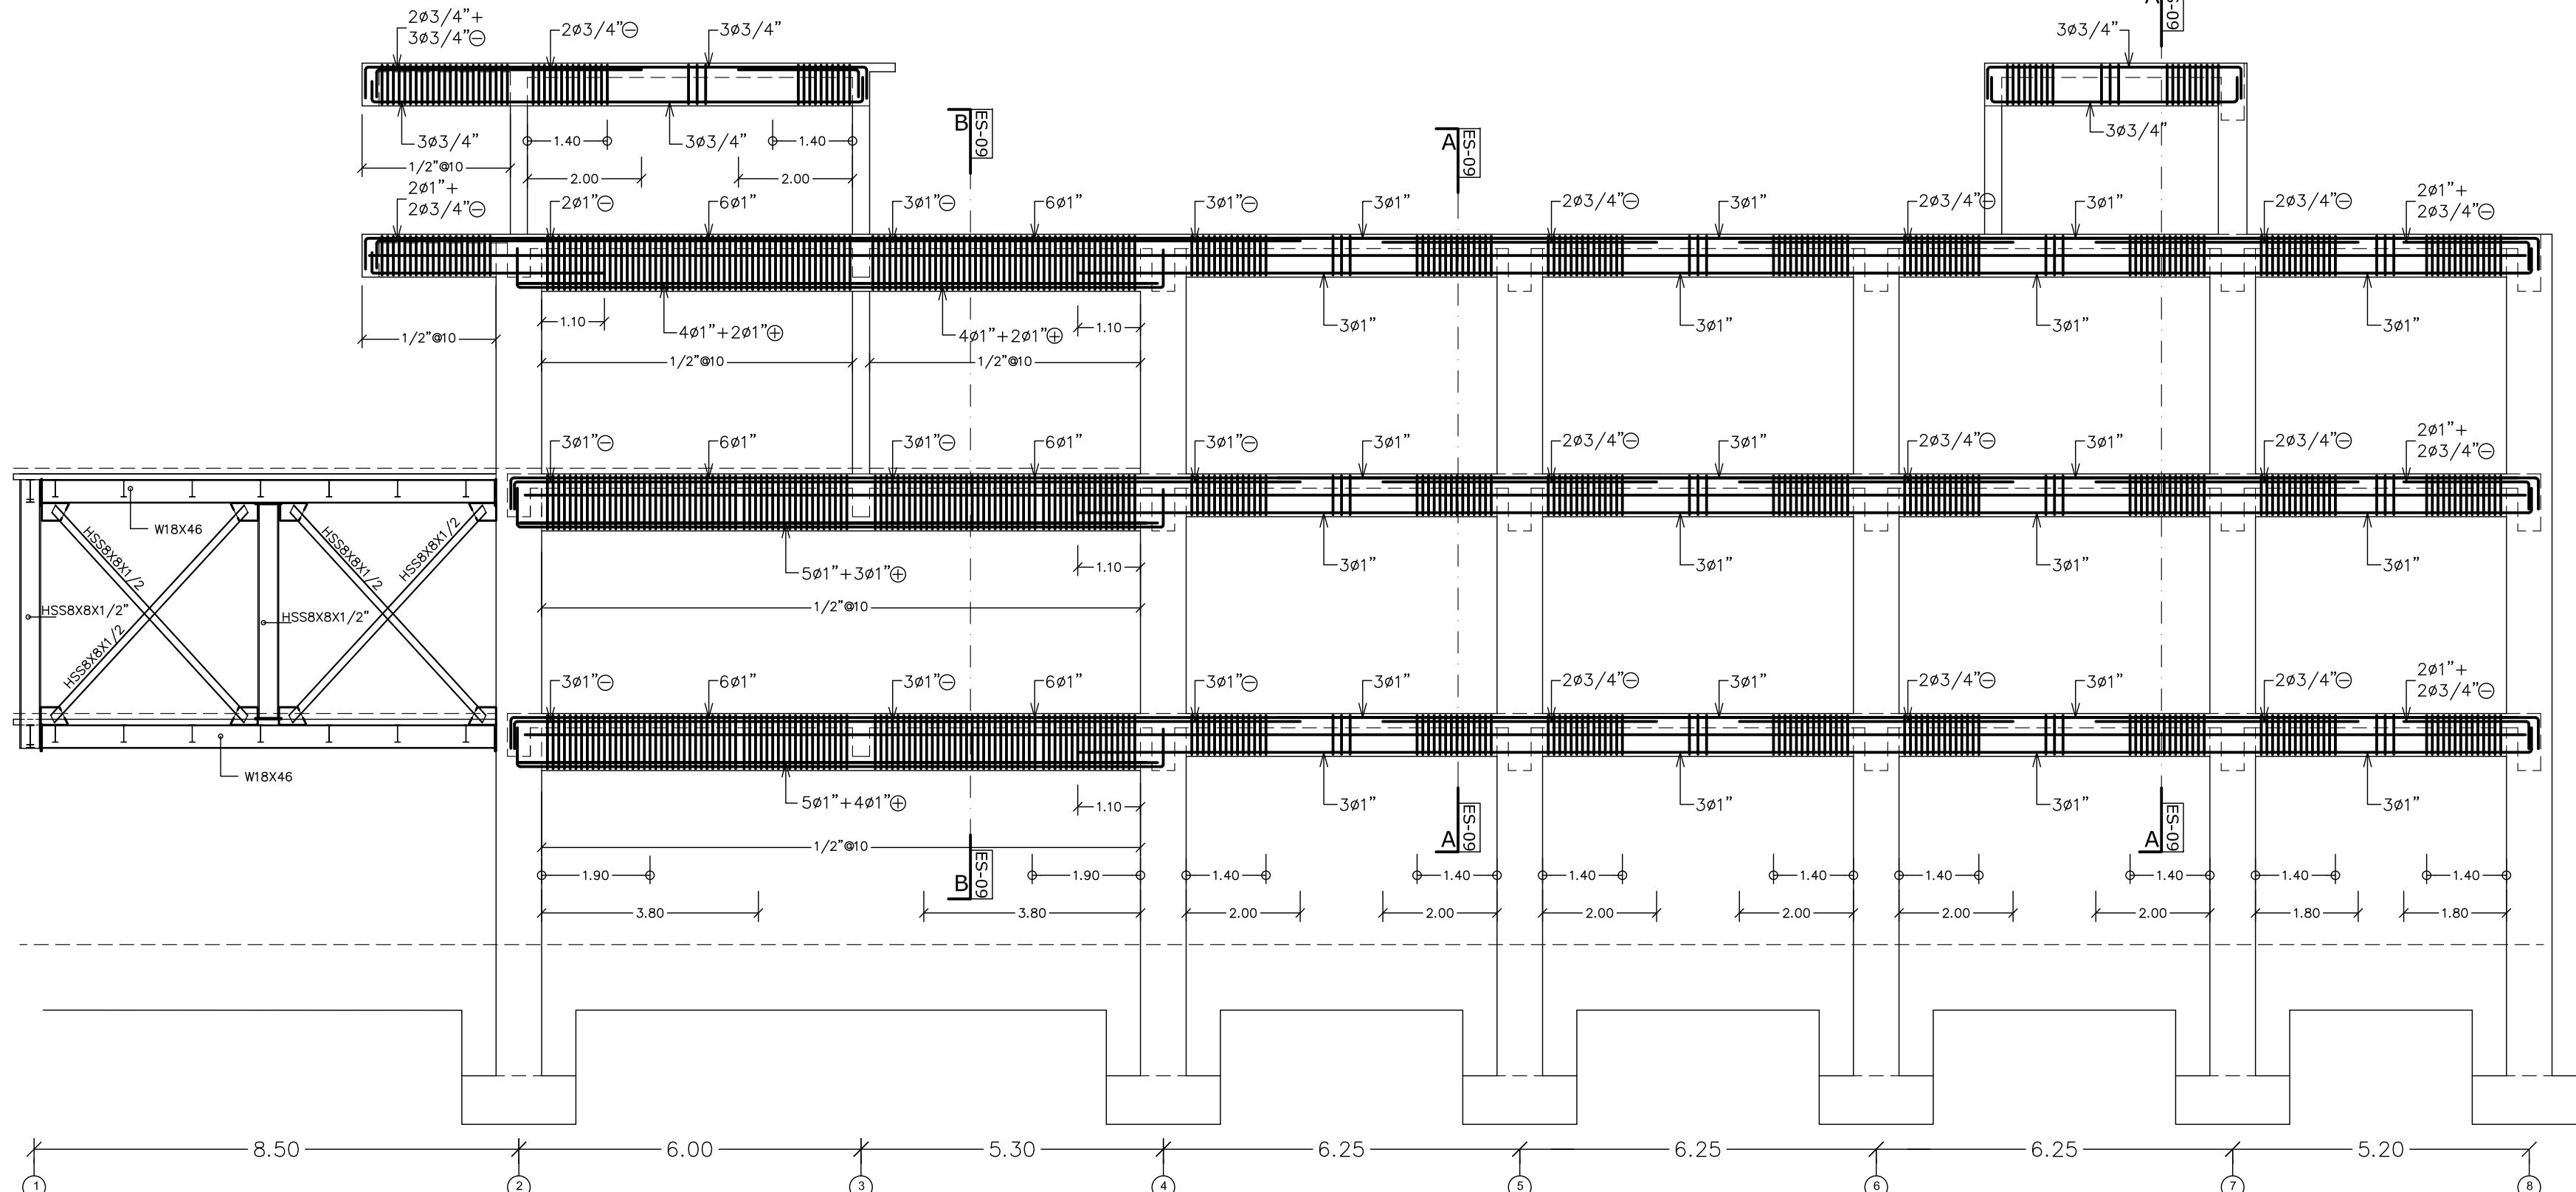 2ø3/4"+
3ø3/4"⊖
2ø3/4"⊖
3ø3/4"
3ø3/4"
ES-09
3ø3/4"
3ø3/4"
1.40
1.40
3ø3/4"
1/2"@10
2.00
2.00
B
ES-09
A
ES-09
2ø1"+
2ø3/4"⊖
2ø1"⊖
6ø1"
3ø1"⊖
6ø1"
3ø1"⊖
3ø1"
2ø3/4"⊖
3ø1"
2ø3/4"⊖
3ø1"
2ø3/4"⊖
2ø1"+
2ø3/4"⊖
1/2"@10
1.10
4ø1"+2ø1"⊕
4ø1"+2ø1"⊕
1.10
3ø1"
3ø1"
3ø1"
3ø1"
1/2"@10
1/2"@10
3ø1"⊖
6ø1"
3ø1"⊖
6ø1"
3ø1"⊖
3ø1"
2ø3/4"⊖
3ø1"
2ø3/4"⊖
3ø1"
2ø3/4"⊖
2ø1"+
2ø3/4"⊖
W18X46
HSS8X8X1/2
HSS8X8X1/2
HSS8X8X1/2
HSS8X8X1/2"
HSS8X8X1/2"
HSS8X8X1/2
5ø1"+3ø1"⊕
1.10
3ø1"
3ø1"
3ø1"
3ø1"
1/2"@10
3ø1"⊖
6ø1"
3ø1"⊖
6ø1"
3ø1"⊖
3ø1"
2ø3/4"⊖
3ø1"
2ø3/4"⊖
3ø1"
2ø3/4"⊖
2ø1"+
2ø3/4"⊖
W18X46
5ø1"+4ø1"⊕
1.10
3ø1"
3ø1"
3ø1"
3ø1"
1/2"@10
A
ES-09
A
ES-09
B
ES-09
1.90
1.90
1.40
1.40
1.40
1.40
1.40
1.40
1.40
1.40
3.80
3.80
2.00
2.00
2.00
2.00
2.00
2.00
1.80
1.80
8.50
6.00
5.30
6.25
6.25
6.25
5.20
1
2
3
4
5
6
7
8